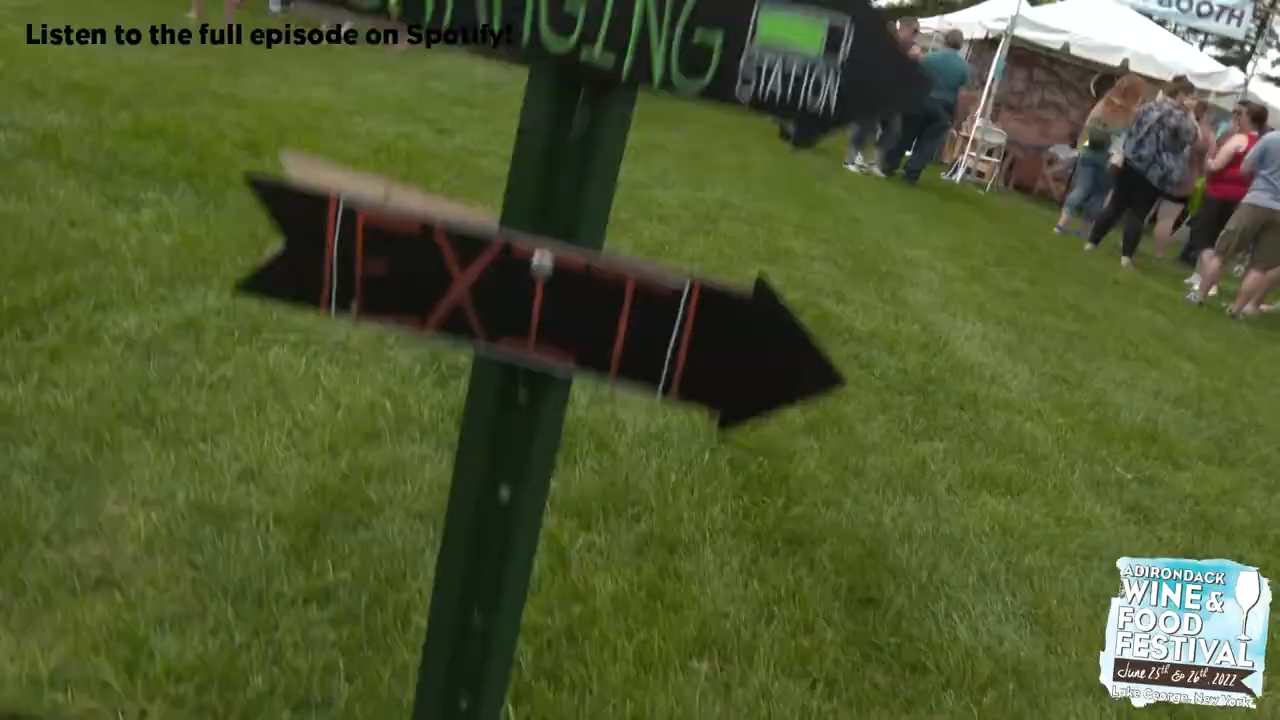 Listen to the full episode on Spotify!
STATION
BOOTH
EXIT
ADIRONDACK
WINE &
FOOD
FESTIVAL
June 25th & 26th, 2022
Lake George, New York